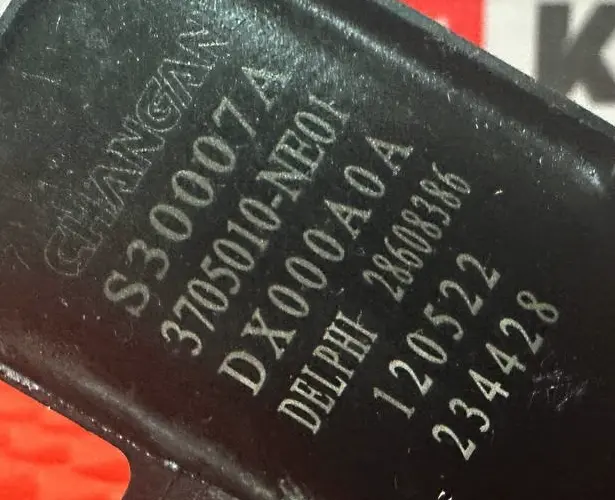 CHANGAN
S30007A
3705010-NE01
DX000A0A
DELPHI 28608386
120522
234428
K